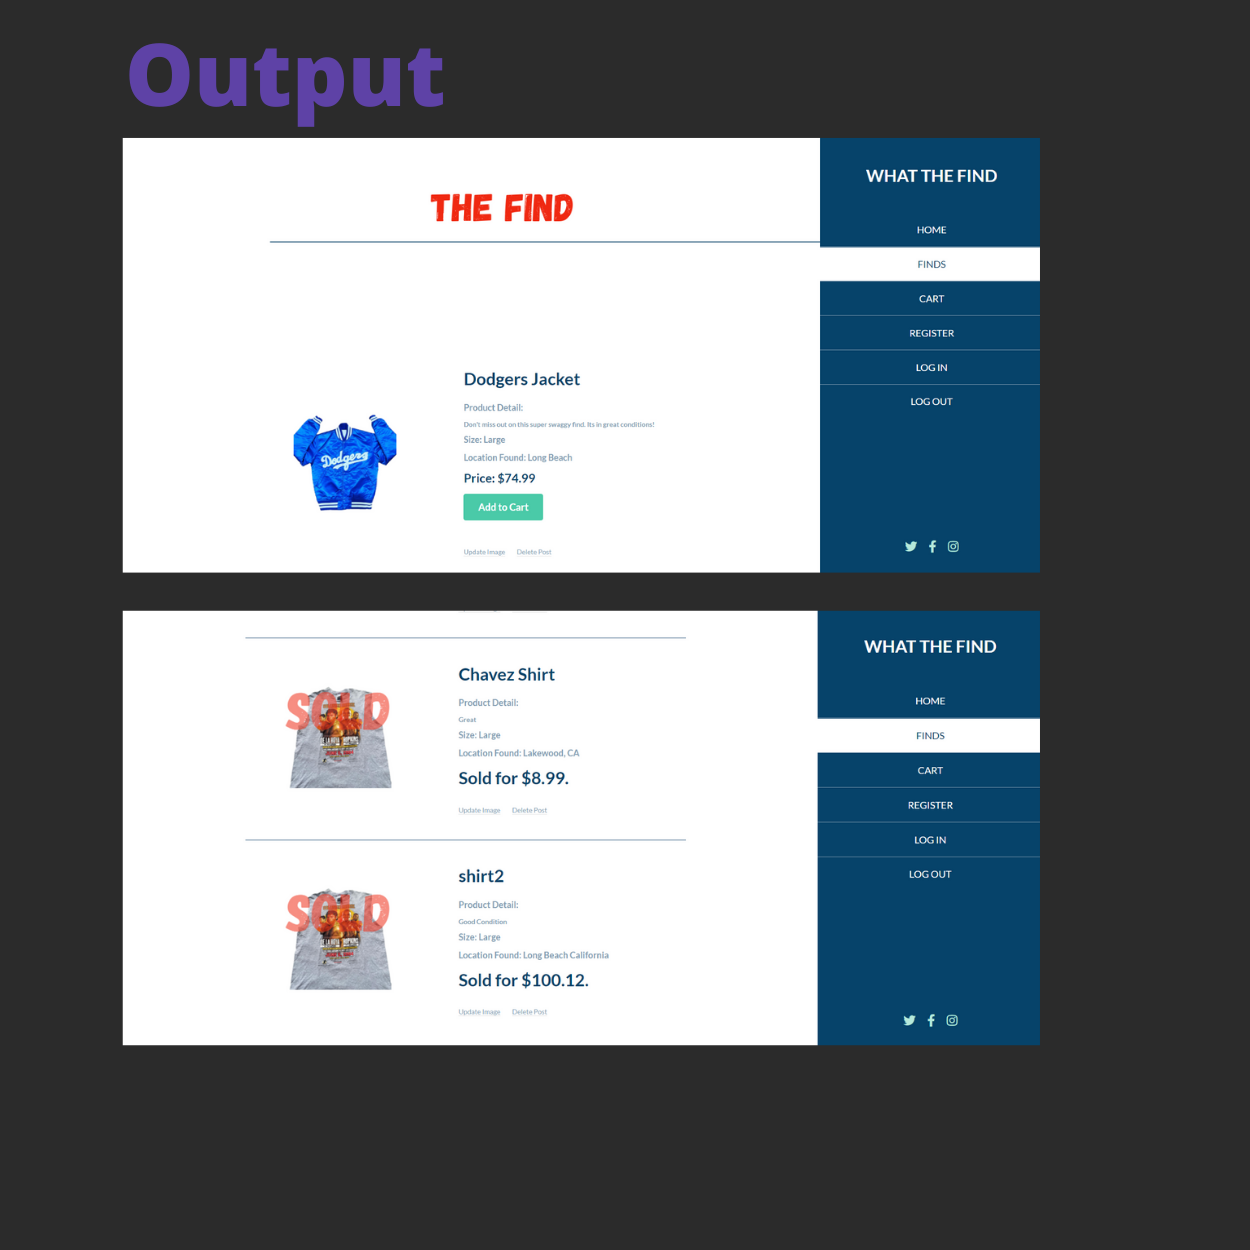 Output
THE FIND
Dodgers Jacket
Product Detail:
Don't miss out on this super swaggy find. Its in great conditions!
Size: Large
Location Found: Long Beach
Price: $74.99
Add to Cart
Update Image Delete Post
Dodgers
WHAT THE FIND
HOME
FINDS
CART
REGISTER
LOG IN
LOG OUT
Chavez Shirt
Product Detail:
Great
Size: Large
Location Found: Lakewood, CA
Sold for $8.99.
Update Image Delete Post
SOLD
shirt2
Product Detail:
Good Condition
Size: Large
Location Found: Long Beach California
Sold for $100.12.
Update Image Delete Post
SOLD
WHAT THE FIND
HOME
FINDS
CART
REGISTER
LOG IN
LOG OUT